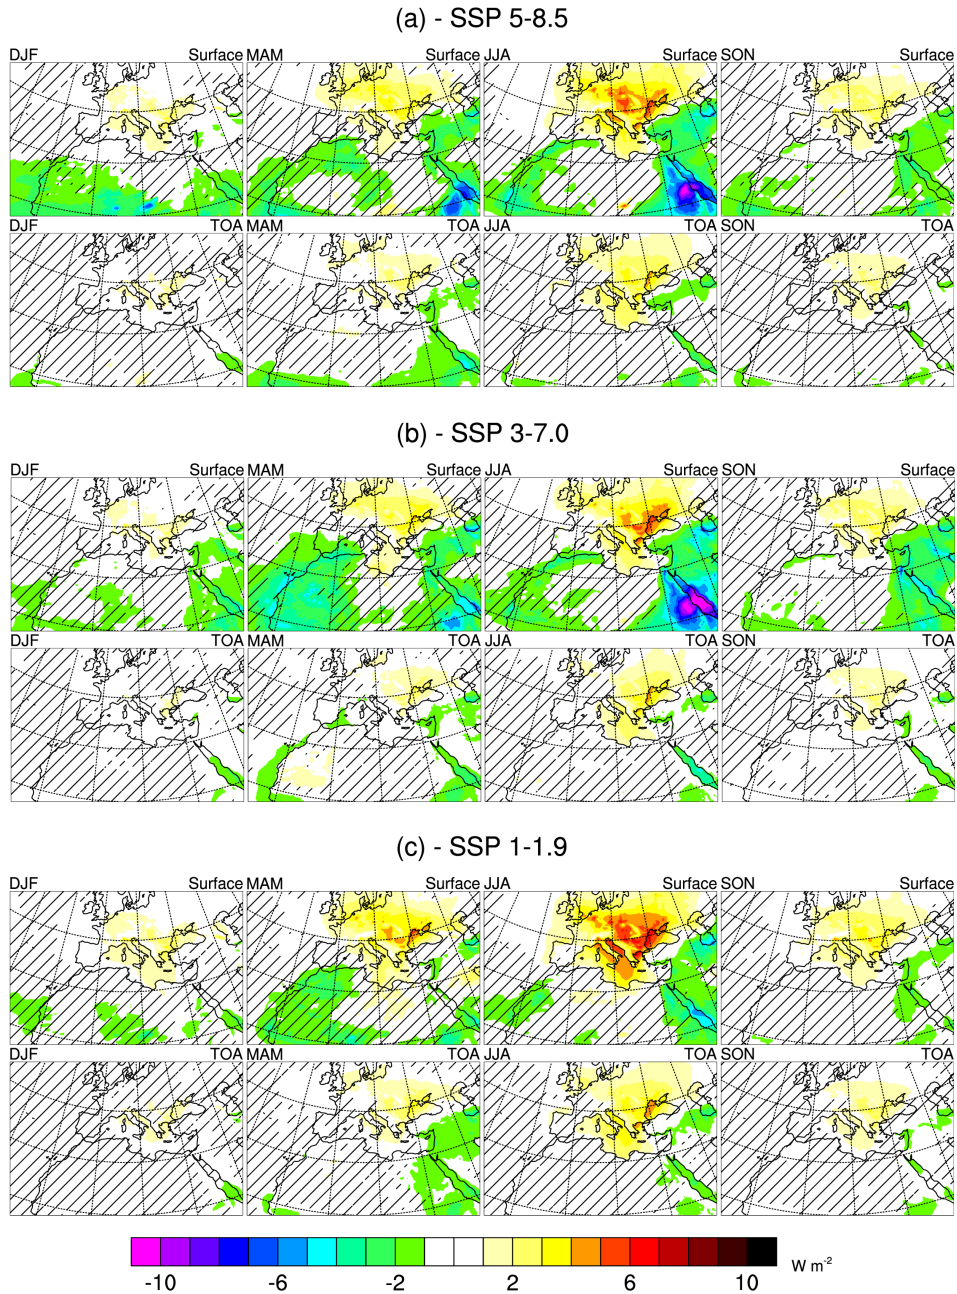 (a) - SSP 5-8.5
DJF Surface MAM Surface JJA Surface SON Surface
DJF TOA MAM TOA JJA TOA SON TOA
(b) - SSP 3-7.0
DJF Surface MAM Surface JJA Surface SON Surface
DJF TOA MAM TOA JJA TOA SON TOA
(c) - SSP 1-1.9
DJF Surface MAM Surface JJA Surface SON Surface
DJF TOA MAM TOA JJA TOA SON TOA
-10 -6 -2 2 6 10 W m⁻²